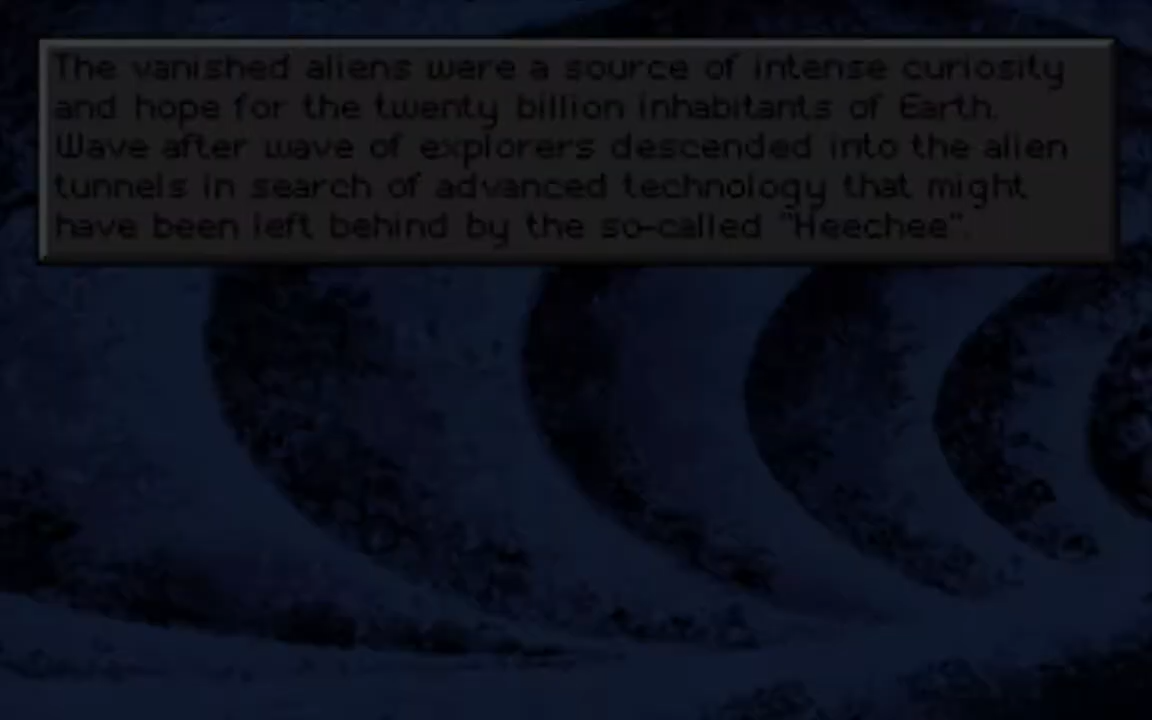 The vanished aliens were a source of intense curiosity
and hope for the twenty billion inhabitants of Earth.
Wave after wave of explorers descended into the alien
tunnels in search of advanced technology that might
have been left behind by the so-called "Heechee".